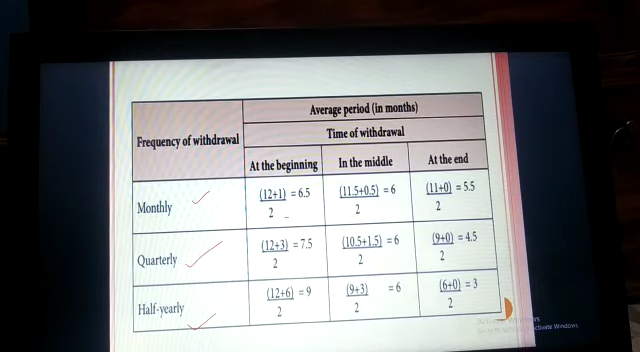 Average period (in months)
Frequency of withdrawal
Time of withdrawal
At the beginning In the middle At the end
Monthly (12+1) = 6.5 (11.5+0.5) = 6 (11+0) = 5.5
2 2 2
Quarterly (12+3) = 7.5 (10.5+1.5) = 6 (9+0) = 4.5
2 2 2
Half-yearly (12+6) = 9 (9+3) = 6 (6+0) = 3
2 2 2
activate Windows.